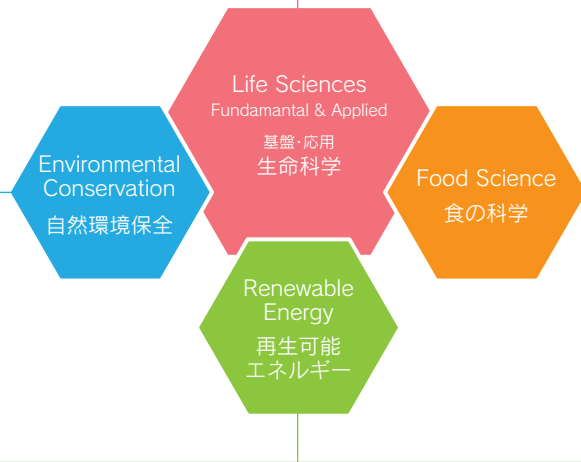 Life Sciences
Fundamantal & Applied
基盤・応用
生命科学
Environmental
Conservation
自然環境保全
Food Science
食の科学
Renewable
Energy
再生可能
エネルギー